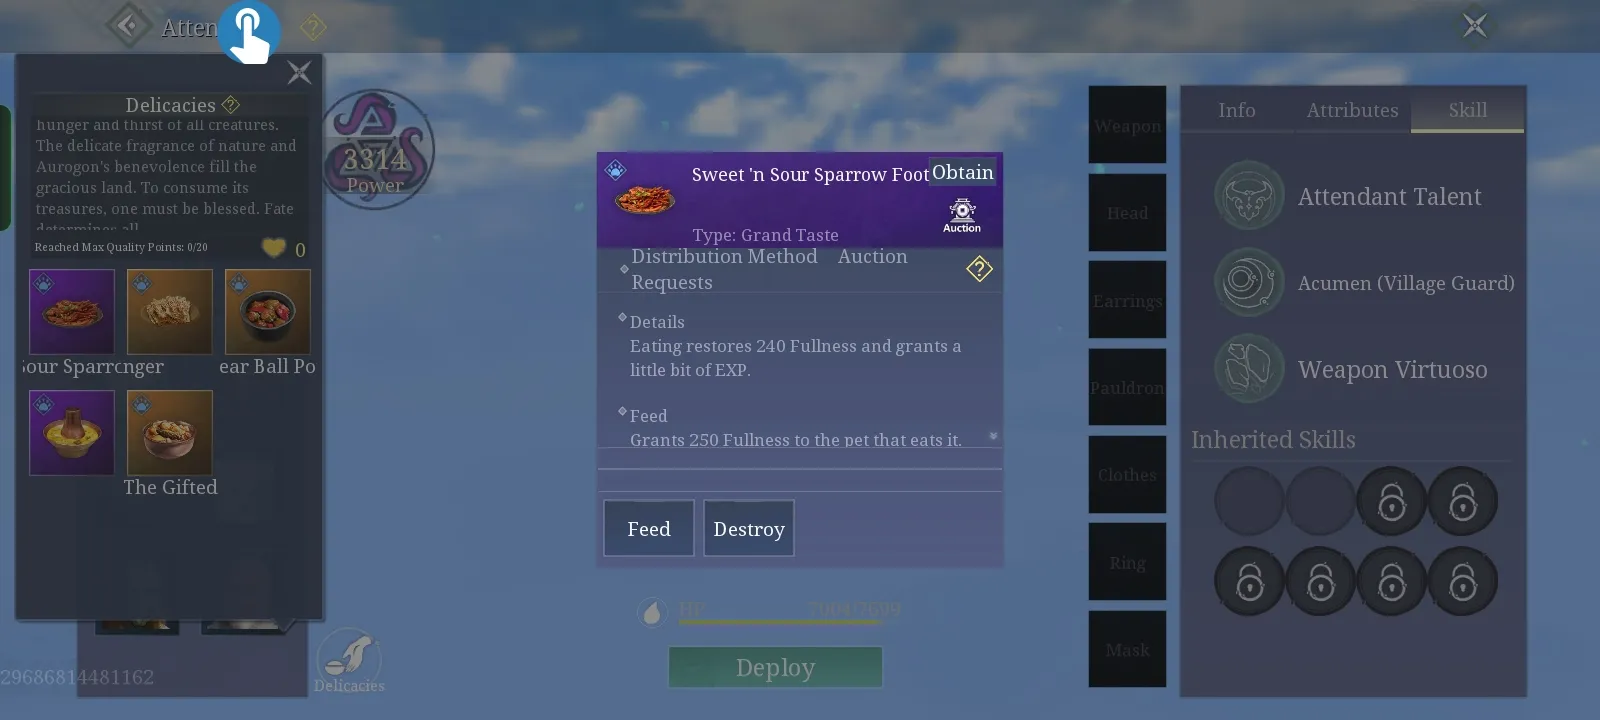 Atten
Delicacies
hunger and thirst of all creatures.
The delicate fragrance of nature and
Aurogon's benevolence fill the
gracious land. To consume its
treasures, one must be blessed. Fate
determines all
Reached Max Quality Points: 0/20
0
Sour Sparr
nger
ear Ball Po
The Gifted
3314
Power
29686814481162
Delicacies
Sweet 'n Sour Sparrow Foot
Obtain
Auction
Type: Grand Taste
Distribution Method Auction
Requests
Details
Eating restores 240 Fullness and grants a
little bit of EXP.
Feed
Grants 250 Fullness to the pet that eats it.
Feed
Destroy
HP
Deploy
Weapon
Head
Earrings
Pauldron
Clothes
Ring
Mask
Info
Attributes
Skill
Attendant Talent
Acumen (Village Guard)
Weapon Virtuoso
Inherited Skills